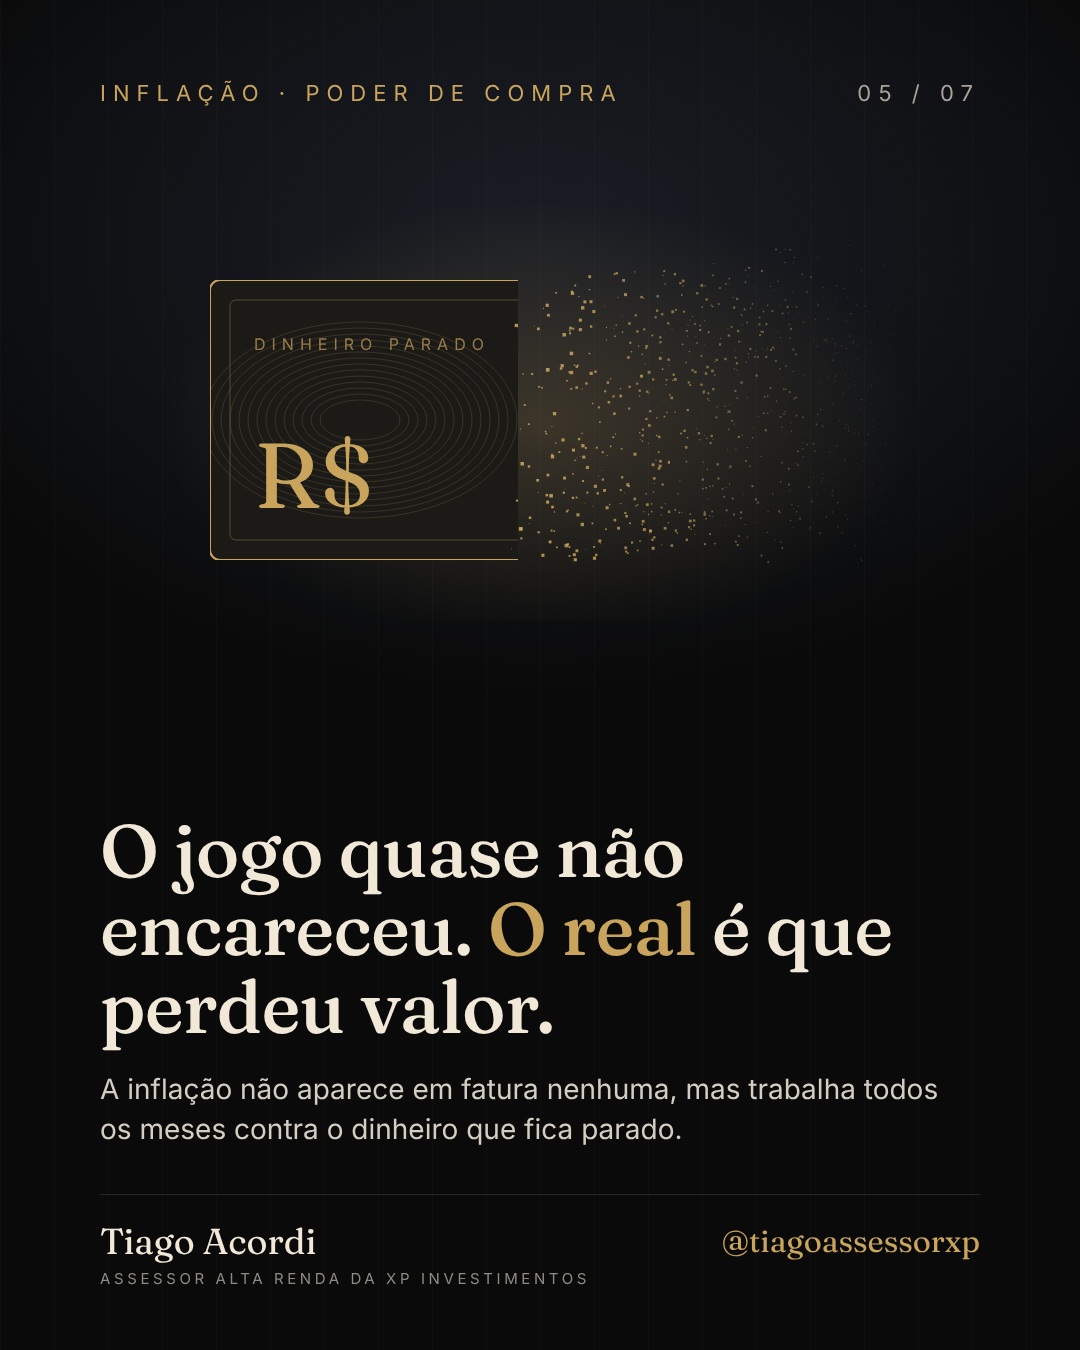 INFLAÇÃO · PODER DE COMPRA
05 / 07
DINHEIRO PARADO
R$
O jogo quase não
encareceu. O real é que
perdeu valor.
A inflação não aparece em fatura nenhuma, mas trabalha todos
os meses contra o dinheiro que fica parado.
Tiago Acordi
@tiagoassessorxp
ASSESSOR ALTA RENDA DA XP INVESTIMENTOS